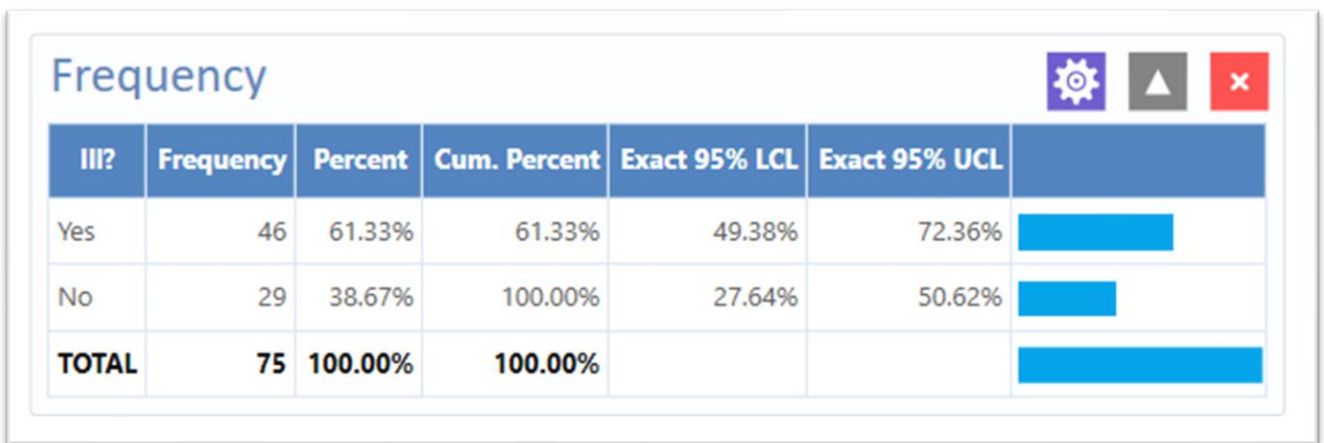 Frequency
Ill? Frequency Percent Cum. Percent Exact 95% LCL Exact 95% UCL
Yes 46 61.33% 61.33% 49.38% 72.36%
No 29 38.67% 100.00% 27.64% 50.62%
TOTAL 75 100.00% 100.00%